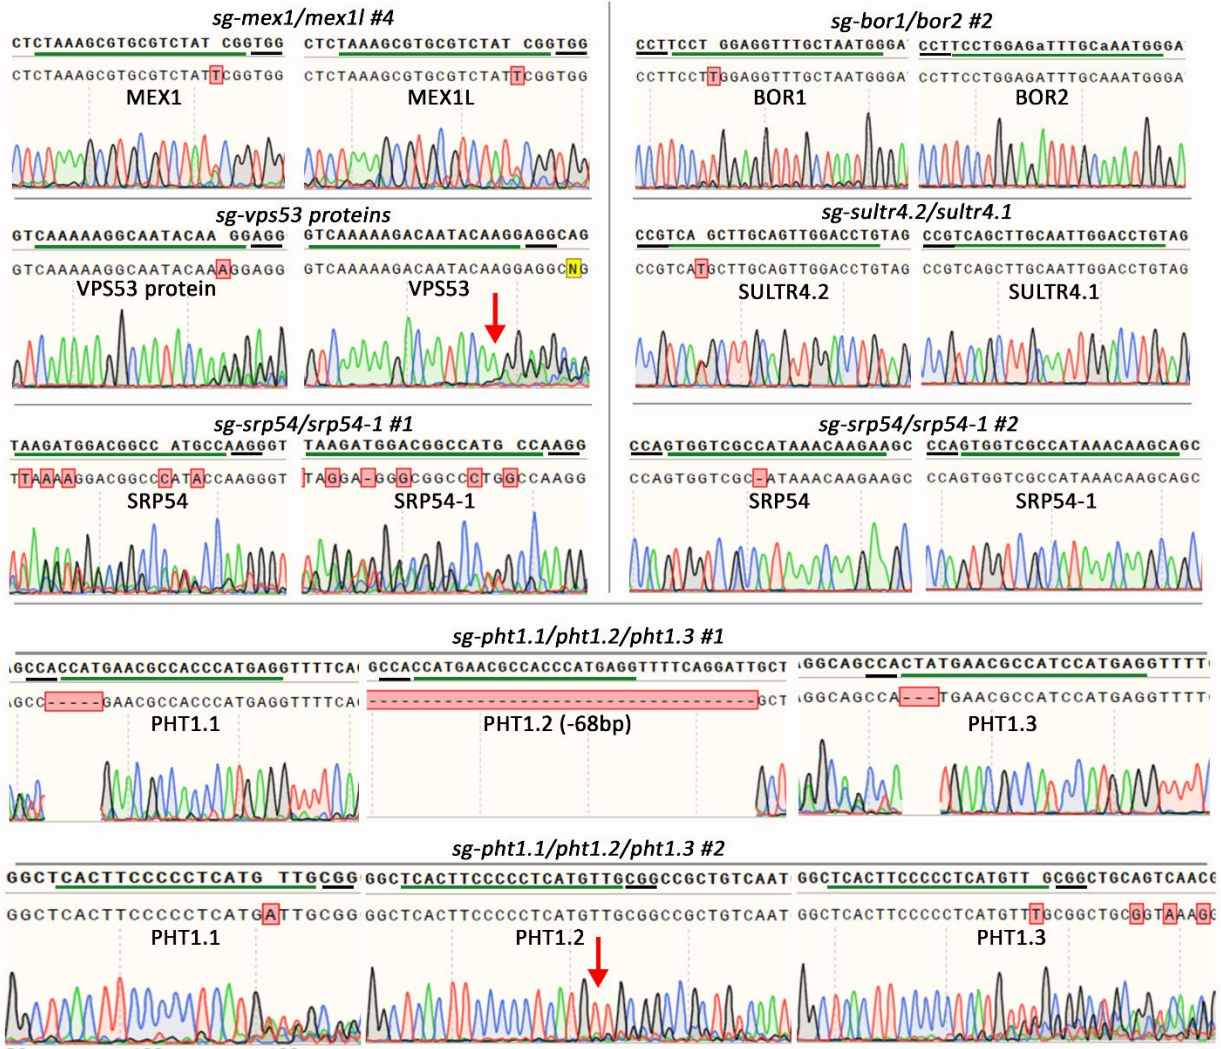 sg-mex1/mex1l #4
CTCTAAAGCGTGCGTCTAT CGGTGG
CTCTAAAGCGTGCGTCTAT CGGTGG
CTCTAAAGCGTGCGTCTATTCGGTGG
CTCTAAAGCGTGCGTCTATTCGGTGG
MEX1
MEX1L
sg-bor1/bor2 #2
CCTTCCT GGAGGTTTGCTAATGGGA
CCTTCCTGGAGaTTTGCaAATGGGA
CCTTCCTTGGAGGTTTGCTAATGGGA
CCTTCCTGGAGATTTGCAAATGGGA
BOR1
BOR2
sg-vps53 proteins
GTCAAAAAGGCAATACAA GGAGG
GTCAAAAAGACAATACAAGGAGGCAG
GTCAAAAAGGCAATACAAAGGAGG
GTCAAAAAGACAATACAAGGAGGCNG
VPS53 protein
VPS53
sg-sultr4.2/sultr4.1
CCGTCA GCTTGCAGTTGGACCTGTAG
CCGTCAGCTTGCAATTGGACCTGTAG
CCGTCATGCTTGCAGTTGGACCTGTAG
CCGTCAGCTTGCAATTGGACCTGTAG
SULTR4.2
SULTR4.1
sg-srp54/srp54-1 #1
TAAGATGGACGGCC ATGCCAAGGGT
TAAGATGGACGGCCATG CCAAGG
TTAAAAGGACGGCCCATACCAAGGGT
TAGGA-GGGCGGCCCTGGCCAAGG
SRP54
SRP54-1
sg-srp54/srp54-1 #2
CCAGTGGTCGCCATAAACAAGAAGC
CCAGTGGTCGCCATAAACAAGCAGC
CCAGTGGTCGC-ATAAACAAGAAGC
CCAGTGGTCGCCATAAACAAGCAGC
SRP54
SRP54-1
sg-pht1.1/pht1.2/pht1.3 #1
GCCACCATGAACGCCACCCATGAGGTTTTCA
GCCACCATGAACGCCACCCATGAGGTTTTCAGGATTGCT
AGGCAGCCACTATGAACGCCATCCATGAGGTTTT
GCC-----GAACGCCACCCATGAGGTTTTCA
-----------------------------------GCT
AGGCAGCCA---TGAACGCCATCCATGAGGTTTT
PHT1.1
PHT1.2 (-68bp)
PHT1.3
sg-pht1.1/pht1.2/pht1.3 #2
GGCTCACTTCCCCCTCATG TTGCGG
GGCTCACTTCCCCCTCATGTTGCGGCCGCTGTCAAT
GGCTCACTTCCCCCTCATGTT GCGGCTGCAGTCAACG
GGCTCACTTCCCCCTCATGATTGCGG
GGCTCACTTCCCCCTCATGTTGCGGCCGCTGTCAAT
GGCTCACTTCCCCCTCATGTTTGCGGCTGCGGTAAAGG
PHT1.1
PHT1.2
PHT1.3